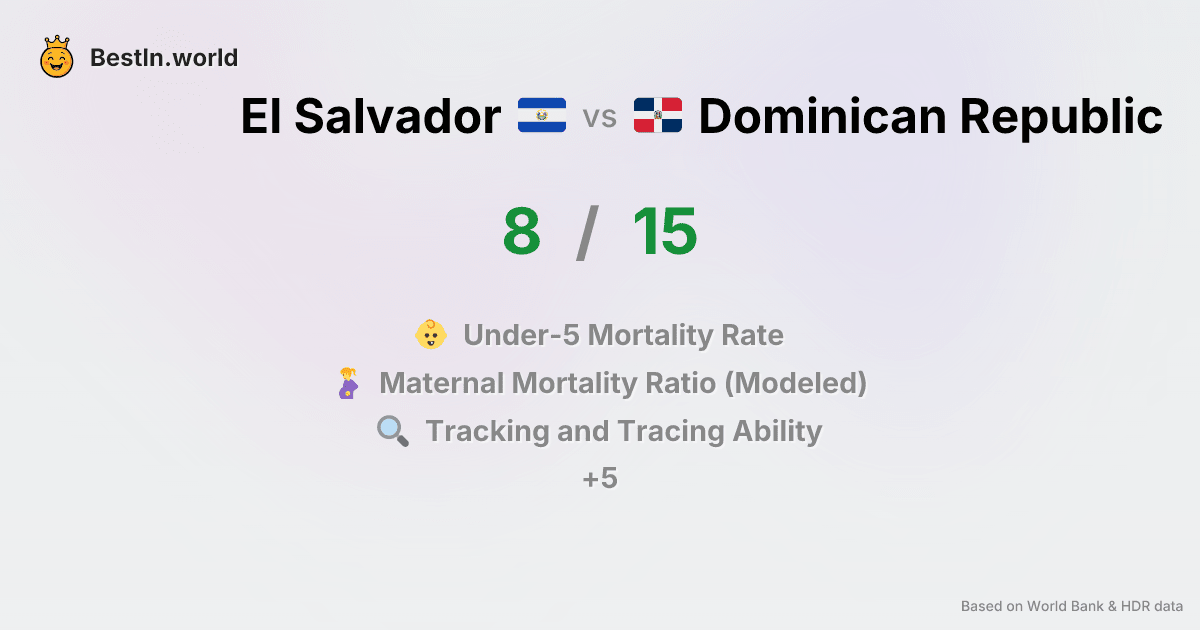 BestIn.world
El Salvador vs Dominican Republic
8 / 15
Under-5 Mortality Rate
Maternal Mortality Ratio (Modeled)
Tracking and Tracing Ability
+5
Based on World Bank & HDR data